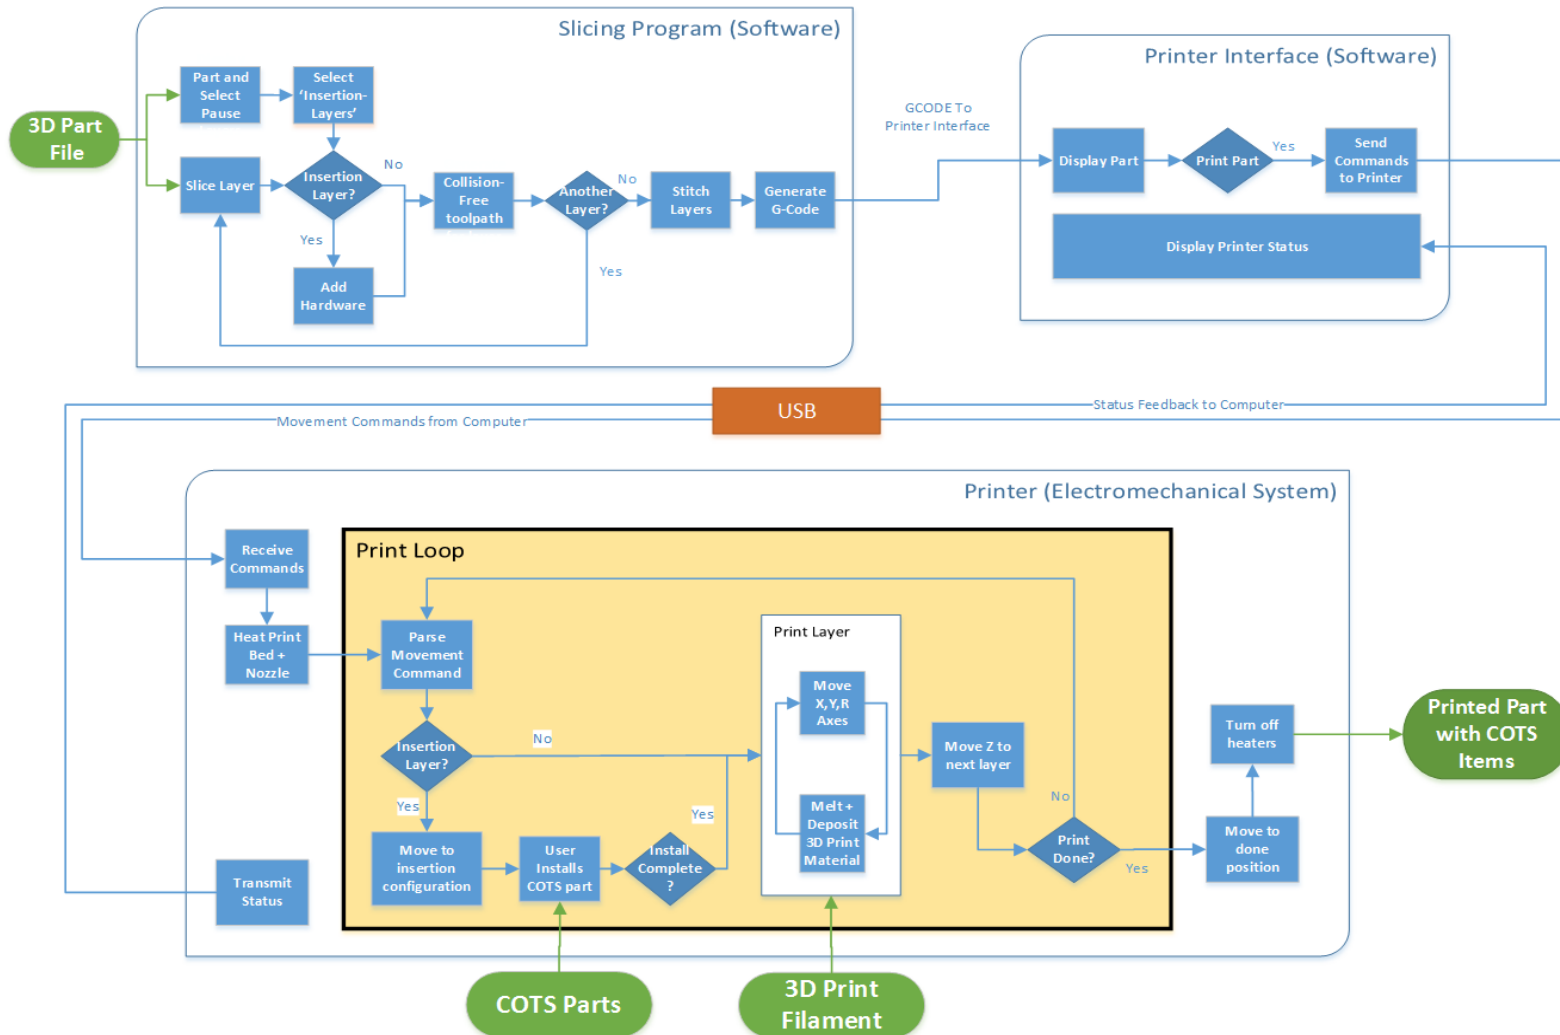 Slicing Program (Software)
Part and
Select
Pause
Select
‘Insertion-
Layers’
3D Part
File
Slice Layer
Insertion
Layer?
No
Yes
Add
Hardware
Collision-
Free
toolpath
Another
Layer?
No
Yes
Stitch
Layers
Generate
G-Code
GCODE To
Printer Interface
Printer Interface (Software)
Display Part
Print Part
Yes
Send
Commands
to Printer
Display Printer Status
USB
Status Feedback to Computer
Movement Commands from Computer
Printer (Electromechanical System)
Receive
Commands
Heat Print
Bed +
Nozzle
Transmit
Status
Print Loop
Parse
Movement
Command
Insertion
Layer?
No
Yes
Move to
insertion
configuration
User
Installs
COTS part
Install
Complete
?
Yes
Print Layer
Move
X,Y,R
Axes
Melt +
Deposit
3D Print
Material
Move Z to
next layer
No
Print
Done?
Yes
Move to
done
position
Turn off
heaters
Printed Part
with COTS
Items
COTS Parts
3D Print
Filament